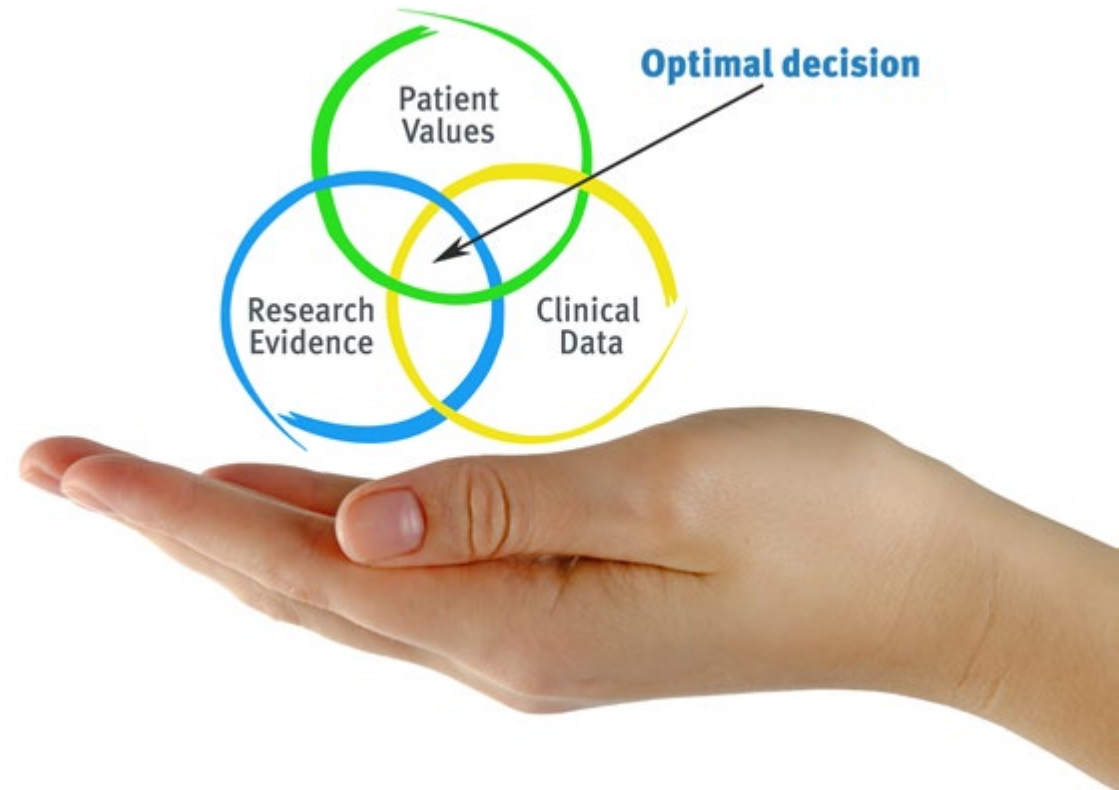 Optimal decision
Patient
Values
Research
Evidence
Clinical
Data